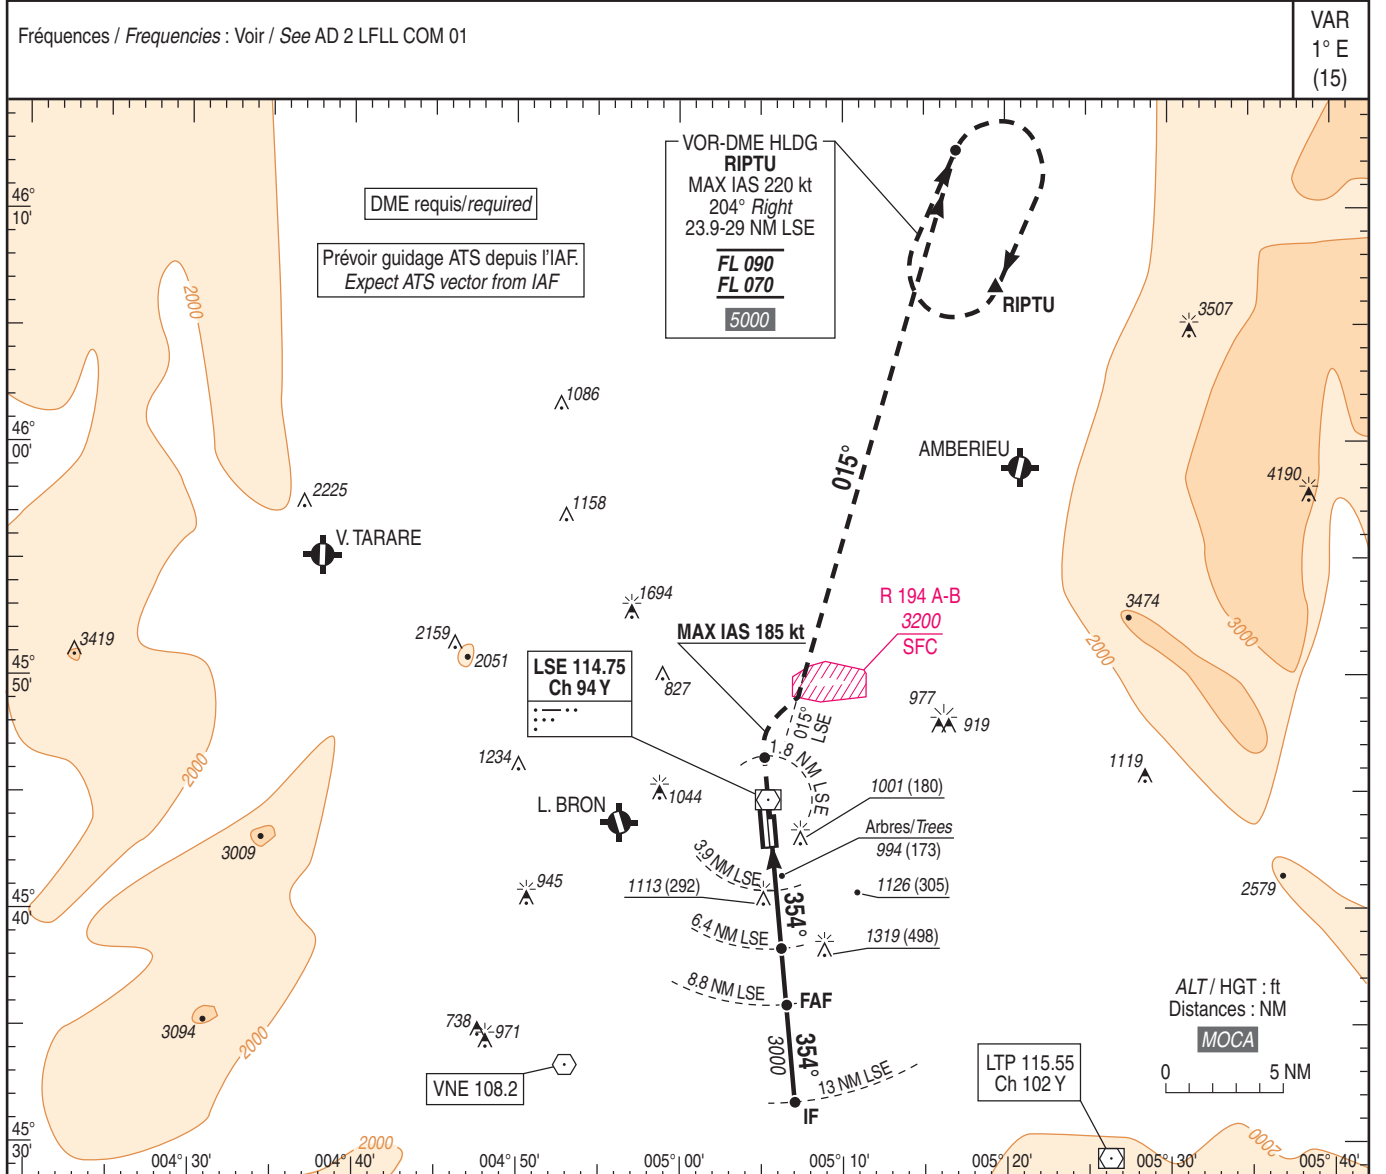 Fréquences / Frequencies : Voir / See AD 2 LFLL COM 01
VAR
1° E
(15)
VOR-DME HLDG
RIPTU
MAX IAS 220 kt
204° Right
23.9-29 NM LSE
FL 090
FL 070
5000
DME requis/required
Prévoir guidage ATS depuis l'IAF.
Expect ATS vector from IAF
46°
10'
2000
RIPTU
3507
1086
46°
00'
015°
AMBERIEU
4190
2225
1158
V. TARARE
1694
R 194 A-B
3200
SFC
3474
3000
2000
3419
2159
2051
MAX IAS 185 kt
45°
50'
LSE 114.75
Ch 94 Y
827
977
919
015°
LSE
2000
1234
1.8 NM LSE
1119
1044
1001 (180)
L. BRON
Arbres/Trees
994 (173)
3009
3.9 NM LSE
945
1113 (292)
1126 (305)
2579
45°
40'
354°
6.4 NM LSE
1319 (498)
8.8 NM LSE
FAF
ALT / HGT : ft
Distances : NM
MOCA
0 5 NM
3094
2000
738
971
3000
354°
13 NM LSE
VNE 108.2
LTP 115.55
Ch 102 Y
IF
45°
30'
2000
2000
004° 30'
004° 40'
004° 50'
005° 00'
005° 10'
005° 20'
005° 30'
005° 40'